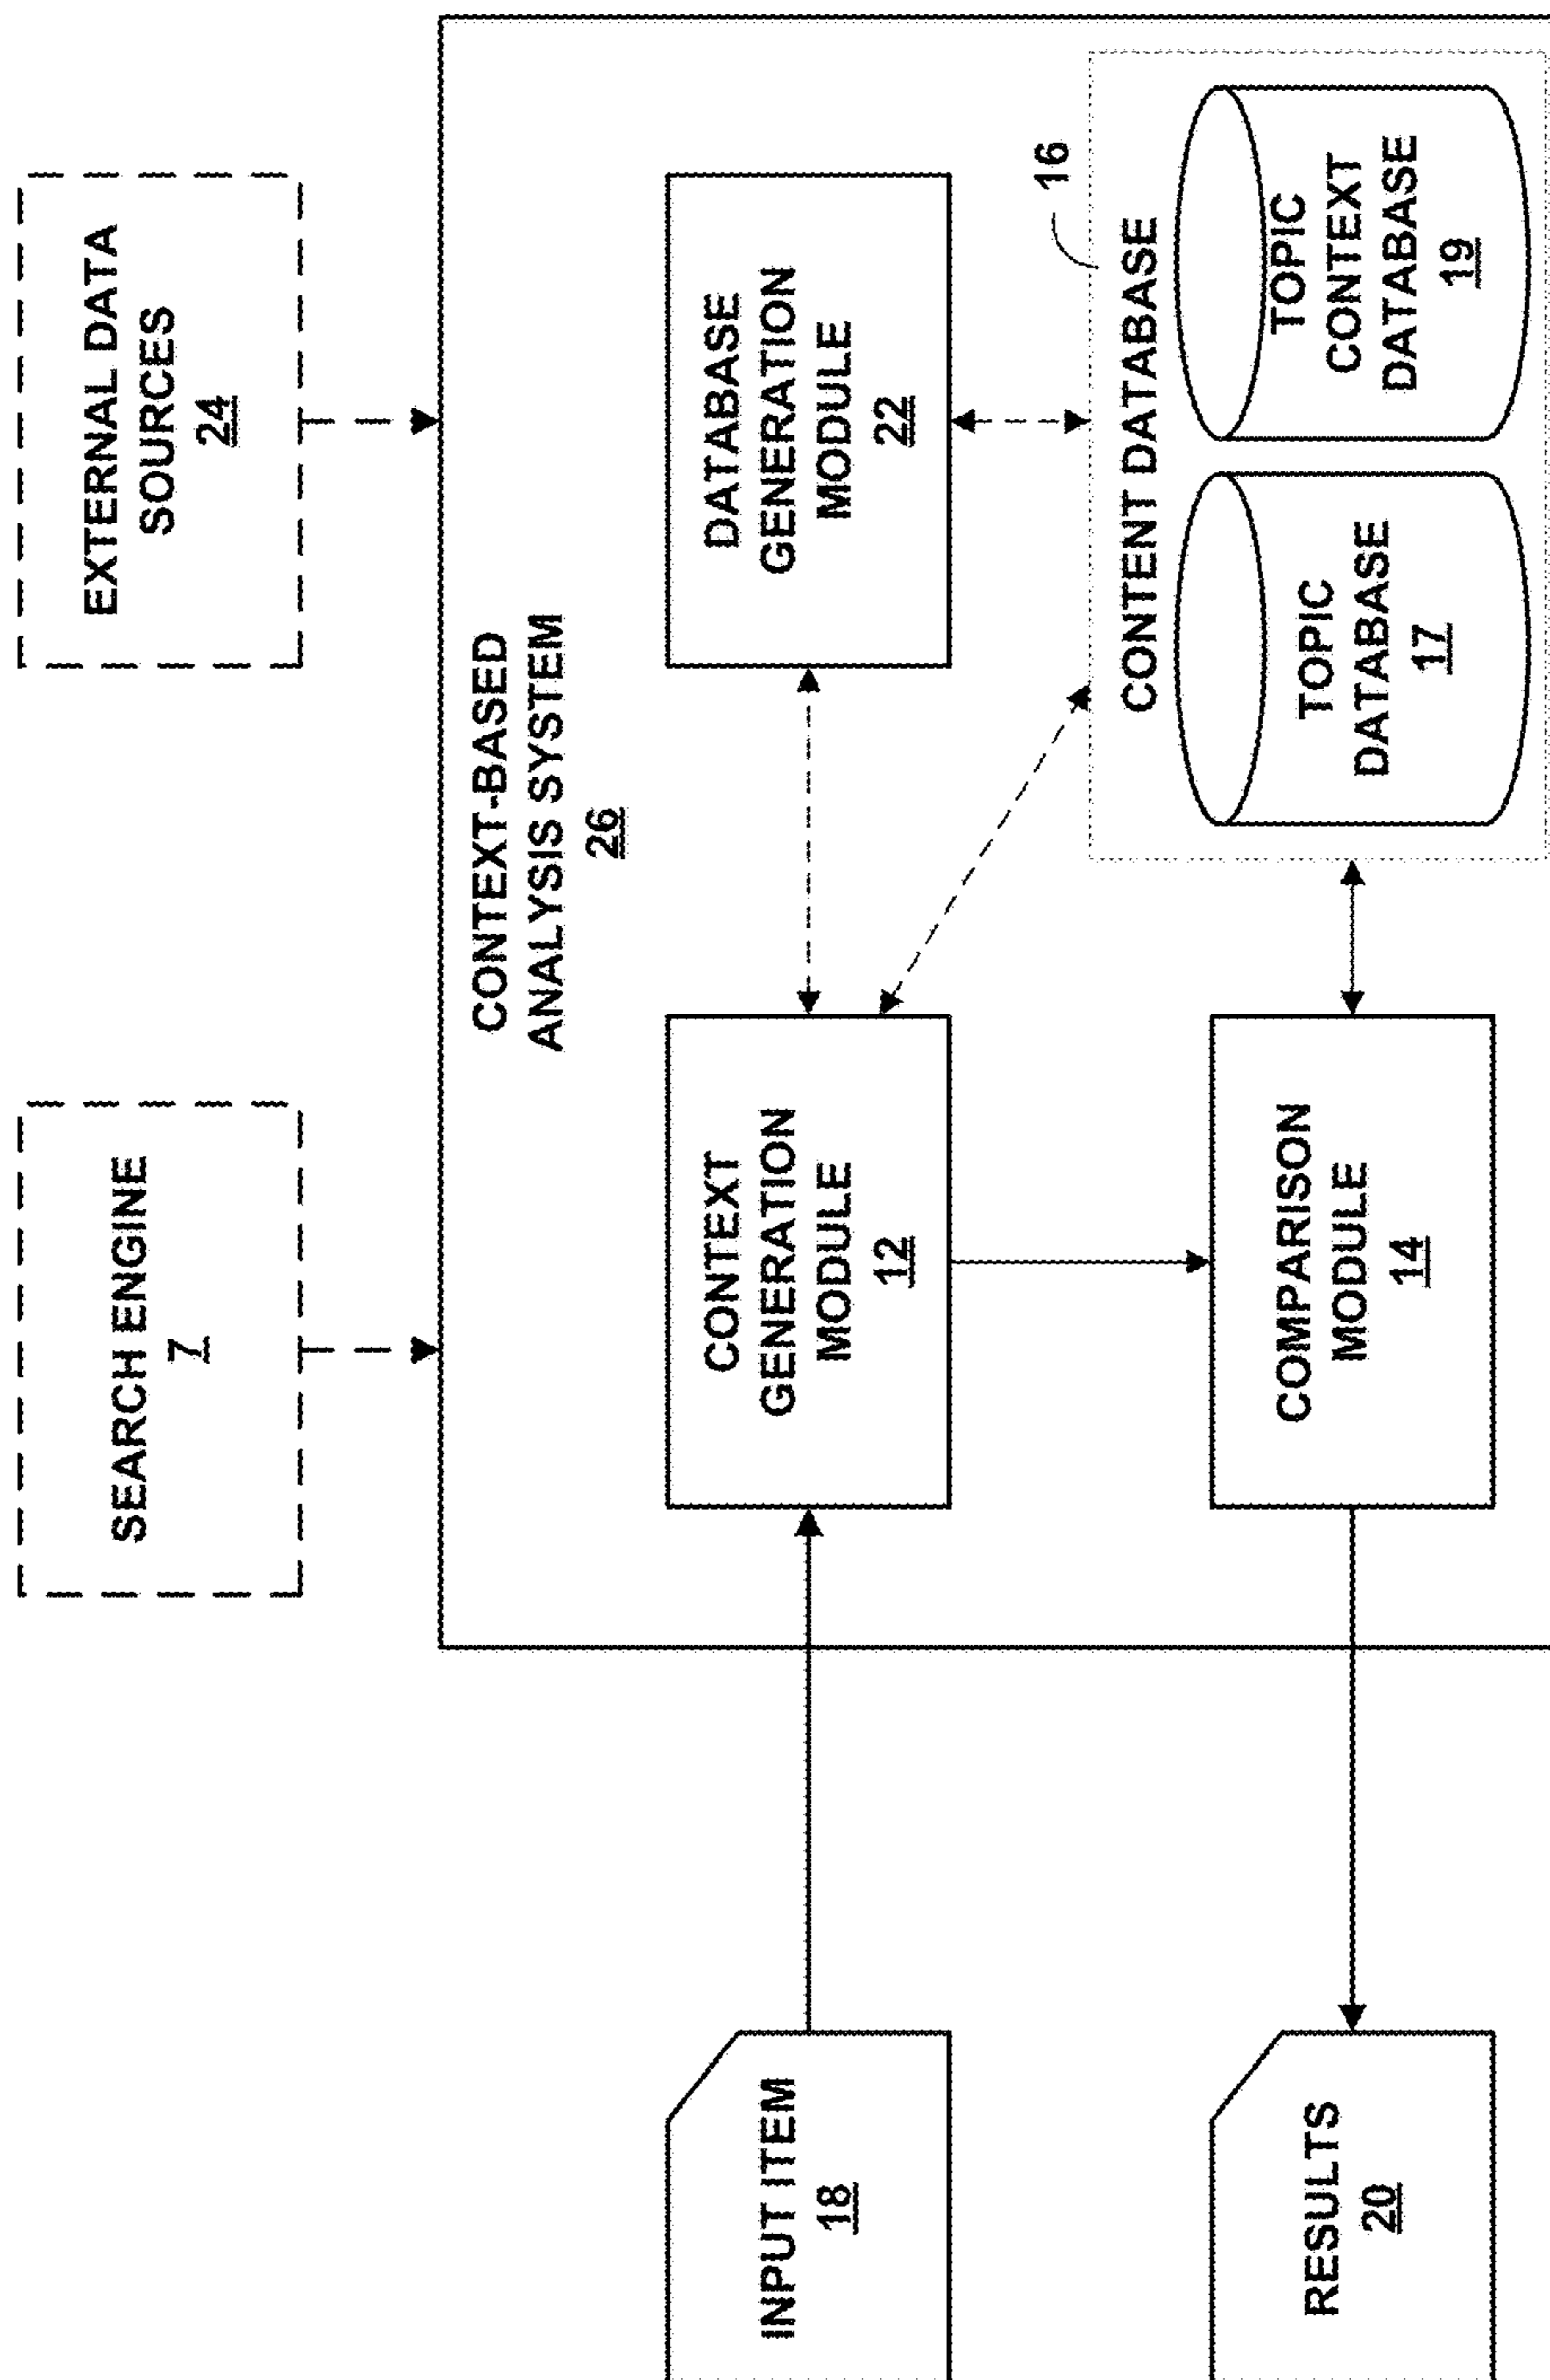 SEARCH ENGINE
7
EXTERNAL DATA
SOURCES
24
CONTEXT-BASED
ANALYSIS SYSTEM
26
INPUT ITEM
18
CONTEXT
GENERATION
MODULE
12
DATABASE
GENERATION
MODULE
22
16
CONTENT DATABASE
RESULTS
20
COMPARISON
MODULE
14
TOPIC
DATABASE
17
TOPIC
CONTEXT
DATABASE
19